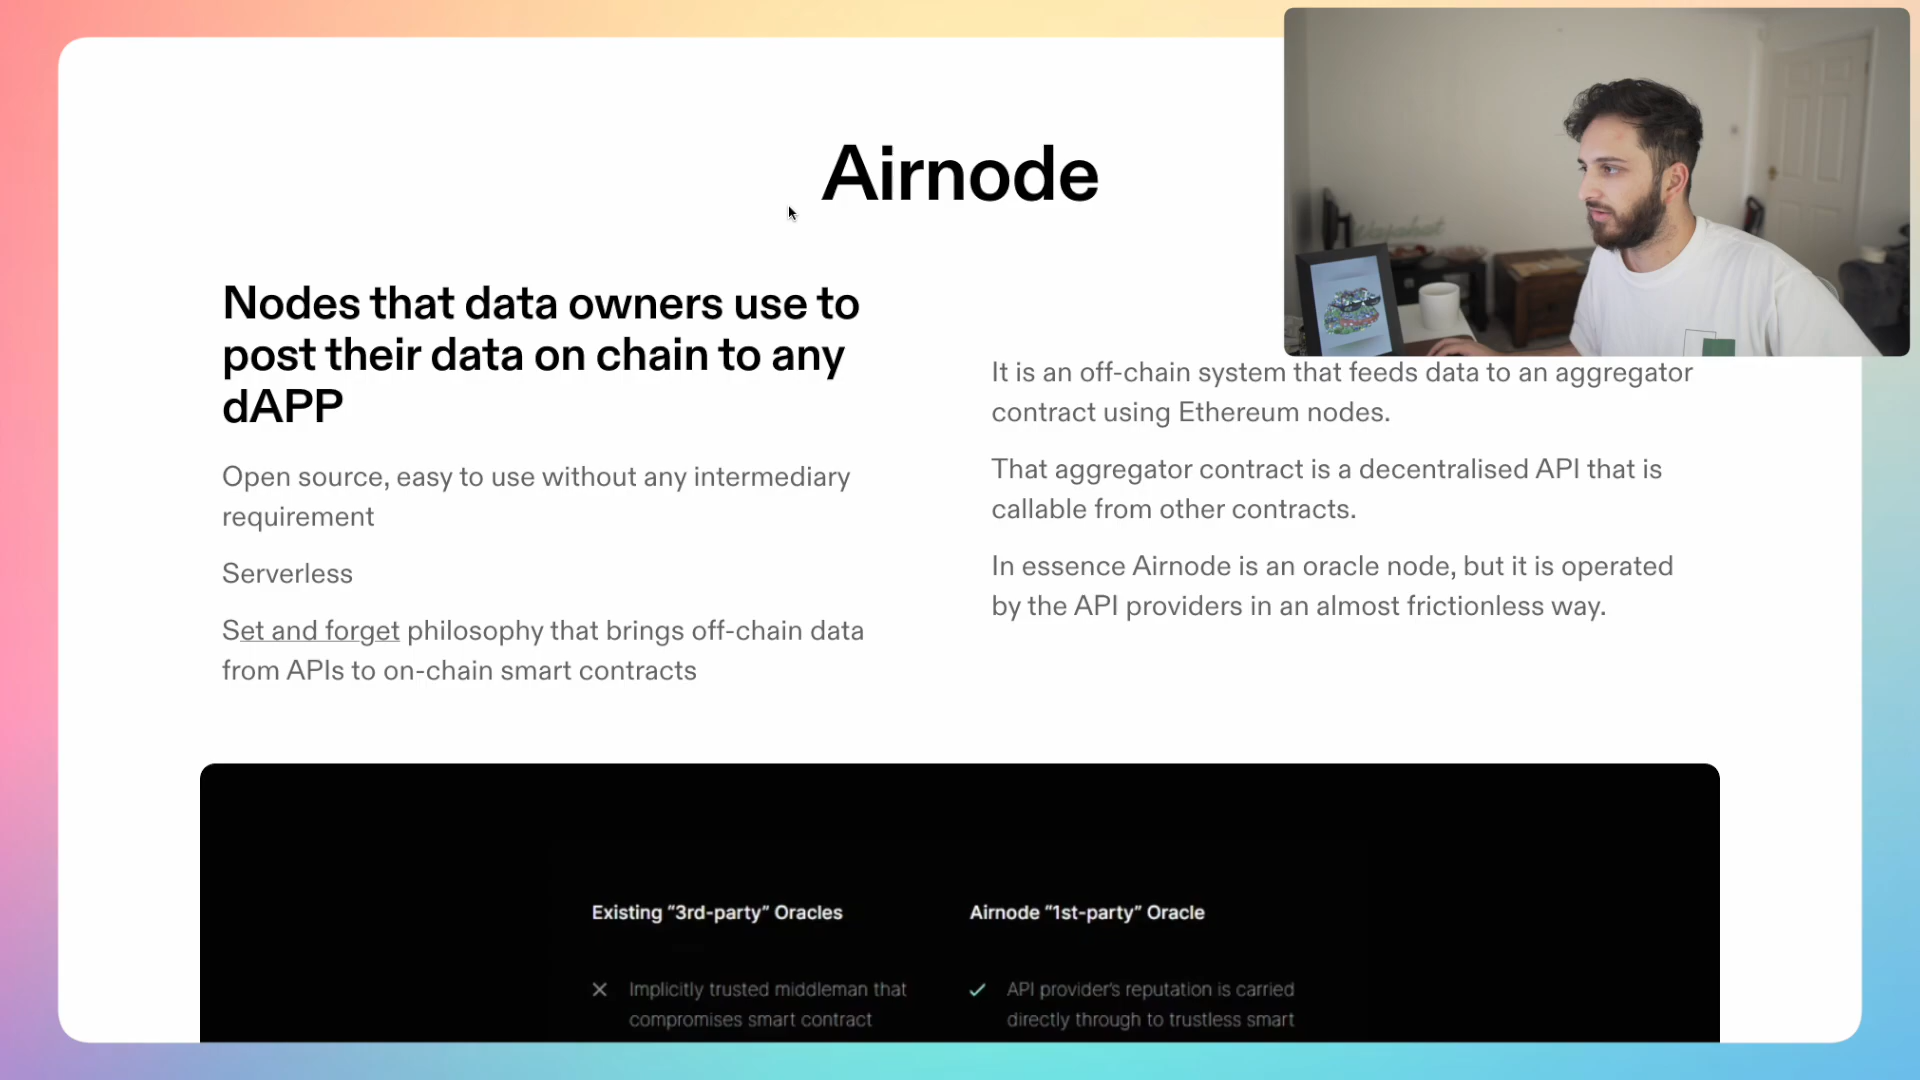 Airnode
Nodes that data owners use to
post their data on chain to any
dAPP
Open source, easy to use without any intermediary
requirement
Serverless
Set and forget philosophy that brings off-chain data
from APIs to on-chain smart contracts
It is an off-chain system that feeds data to an aggregator
contract using Ethereum nodes.
That aggregator contract is a decentralised API that is
callable from other contracts.
In essence Airnode is an oracle node, but it is operated
by the API providers in an almost frictionless way.
Existing “3rd-party” Oracles
Implicitly trusted middleman that
compromises smart contract
Airnode “1st-party” Oracle
API provider’s reputation is carried
directly through to trustless smart